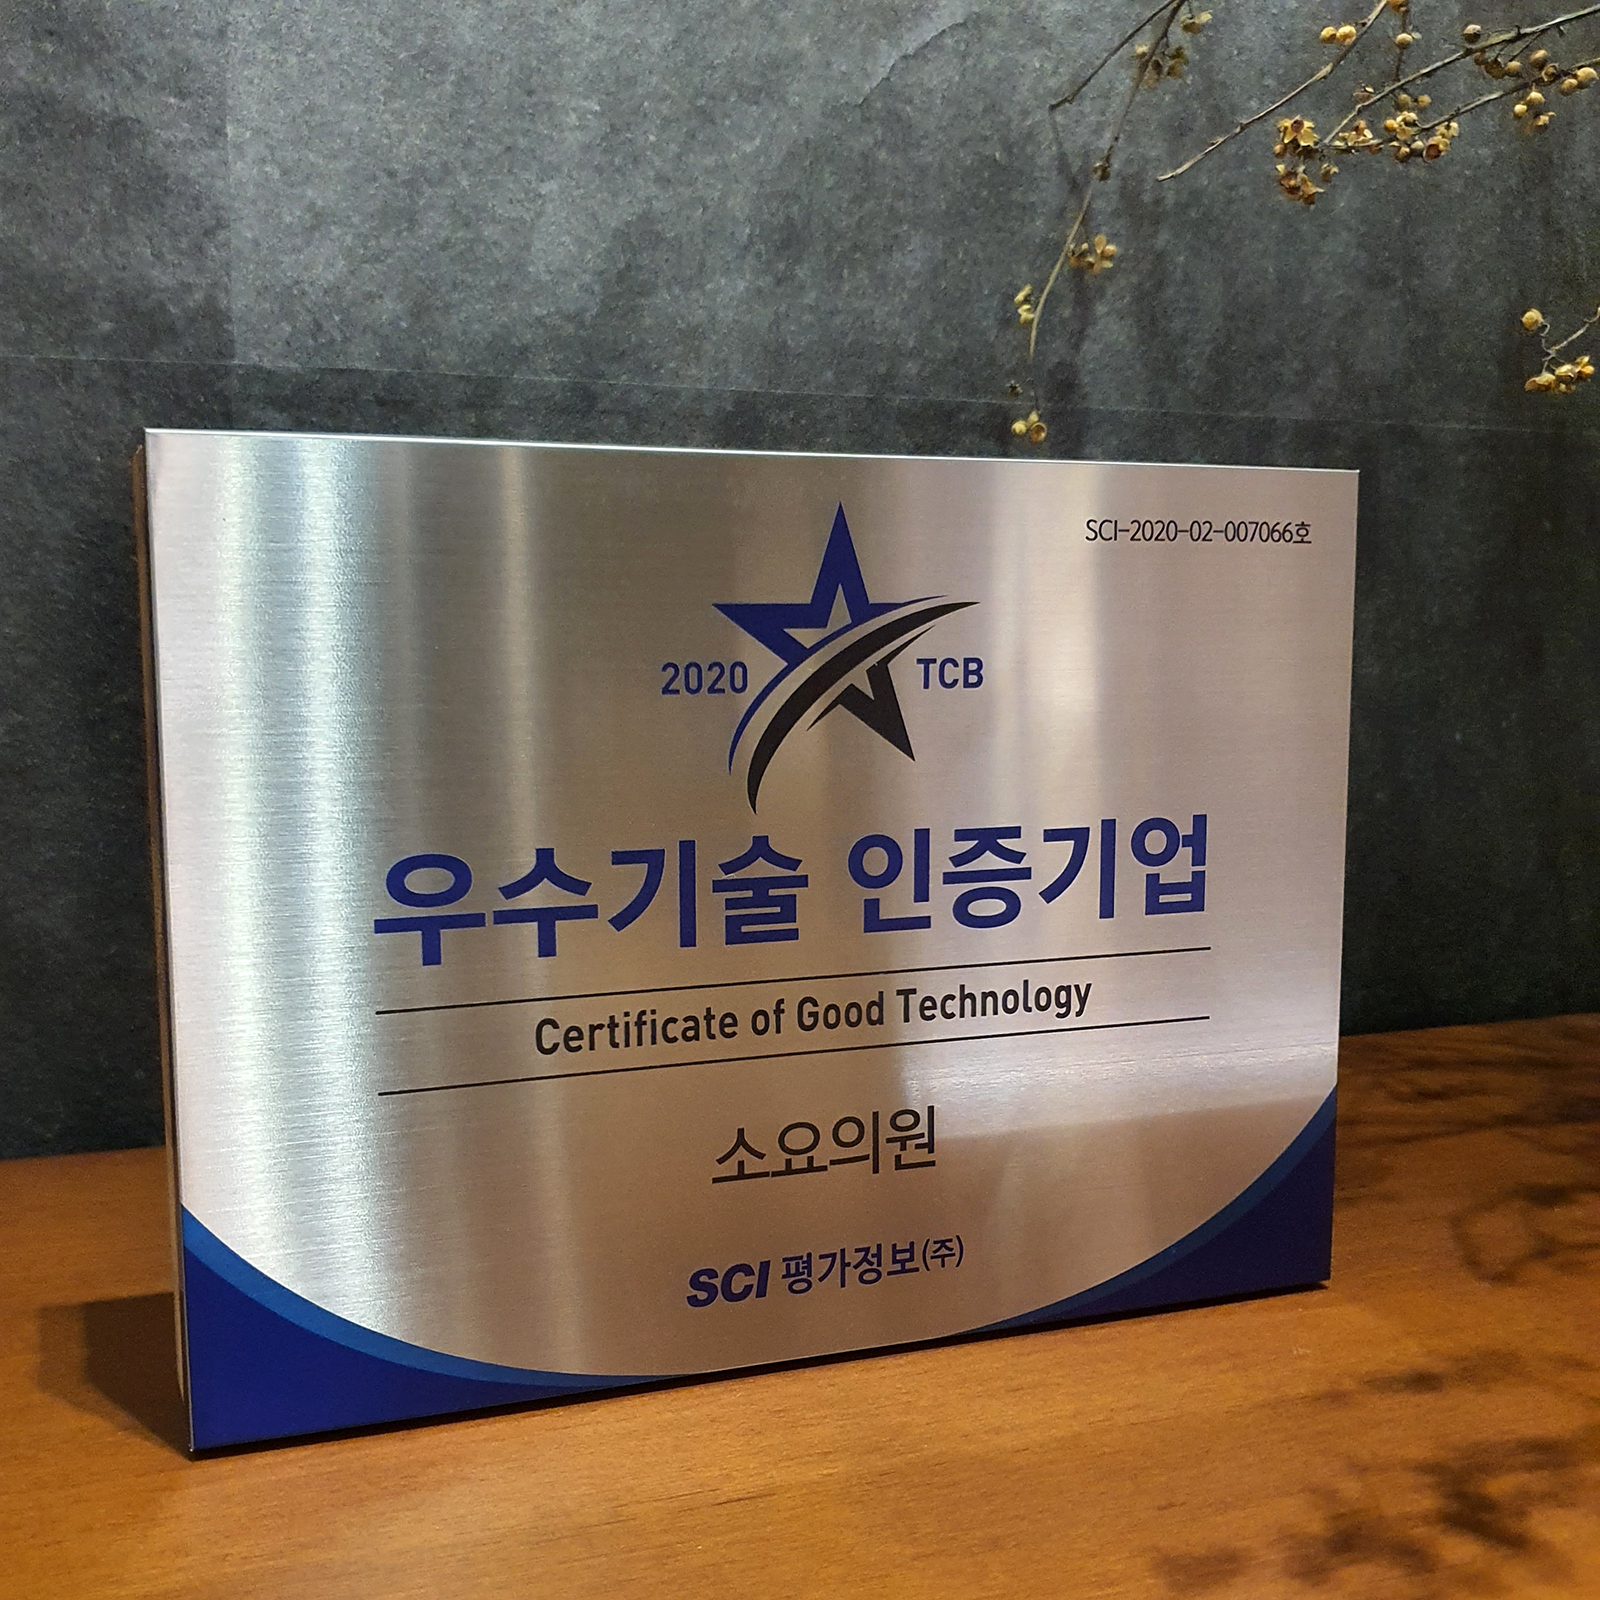 SCI-2020-02-007066호
2020 TCB
우수기술 인증기업
Certificate of Good Technology
소요의원
SCI 평가정보(주)